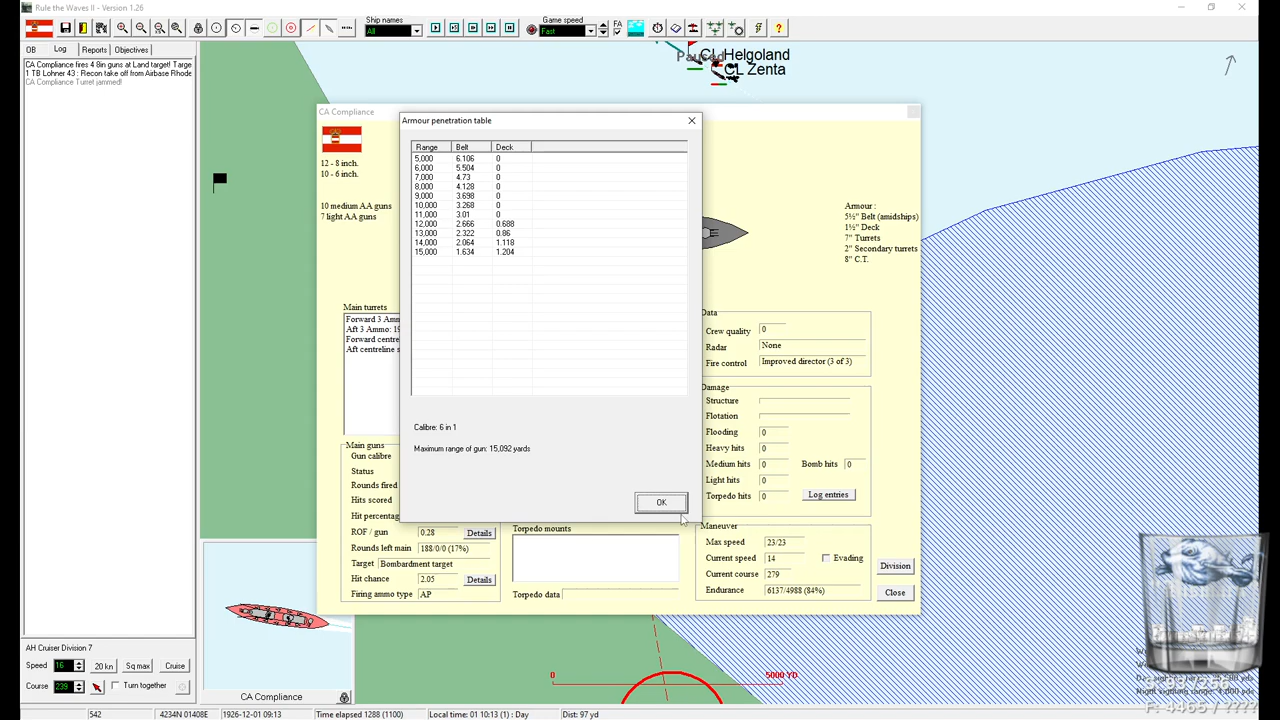 Rule the Waves II - Version 1.26
Ship names
All
Game speed
Fast
FA
OB Log Reports Objectives
CA Compliance fires 4 8in guns at Land target! Targe
1 TB Lohner 43 : Recon take off from Airbase Rhode
CA Compliance Turret jammed!
Paused
CL Helgoland
CL Zenta
CA Compliance
12 - 8 inch.
10 - 6 inch.
10 medium AA guns
7 light AA guns
Armour penetration table
Range Belt Deck
5,000 6.106 0
6,000 5.504 0
7,000 4.73 0
8,000 4.128 0
9,000 3.698 0
10,000 3.268 0
11,000 3.01 0
12,000 2.666 0.688
13,000 2.322 0.86
14,000 2.064 1.118
15,000 1.634 1.204
Calibre: 6 in 1
Maximum range of gun: 15,092 yards
OK
Armour :
5½" Belt (amidships)
1½" Deck
7" Turrets
2" Secondary turrets
8" C.T.
Main turrets
Forward 3 Amm
Aft 3 Ammo: 19
Forward centre
Aft centreline s
Main guns
Gun calibre
Status
Rounds fired
Hits scored
Hit percentag
ROF / gun 0.28 Details
Rounds left main 188/0/0 (17%)
Target Bombardment target
Hit chance 2.05 Details
Firing ammo type AP
Torpedo mounts
Torpedo data
Data
Crew quality 0
Radar None
Fire control Improved director (3 of 3)
Damage
Structure
Flotation
Flooding 0
Heavy hits 0
Medium hits 0 Bomb hits 0
Light hits 0
Torpedo hits 0 Log entries
Maneuver
Max speed 23/23
Current speed 14 Evading
Current course 279
Endurance 6137/4988 (84%)
Division
Close
AH Cruiser Division 7
Speed 16 20 kn Sq max Cruise
Course 239 Turn together
CA Compliance
0 5000 YD
F: 4465 / ????
542 4234N 01408E 1926-12-01 09:13 Time elapsed 1288 (1100) Local time: 01 10:13 (1) : Day Dist: 97 yd